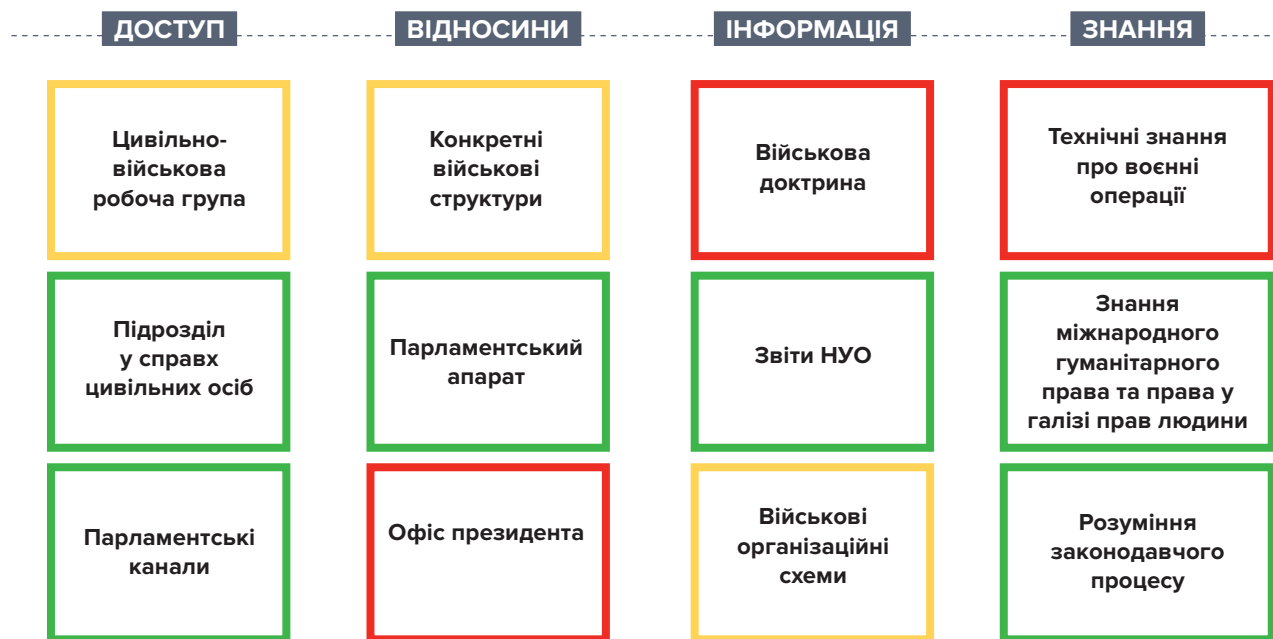 ДОСТУП
ВІДНОСИНИ
ІНФОРМАЦІЯ
ЗНАННЯ
Цивільно-
військова
робоча група
Конкретні
військові
структури
Військова
доктрина
Технічні знання
про воєнні
операції
Підрозділ
у справх
цивільних осіб
Парламентський
апарат
Звіти НУО
Знання
міжнародного
гуманітарного
права та права у
галізі прав людини
Парламентські
канали
Офіс президента
Військові
організаційні
схеми
Розуміння
законодавчого
процесу